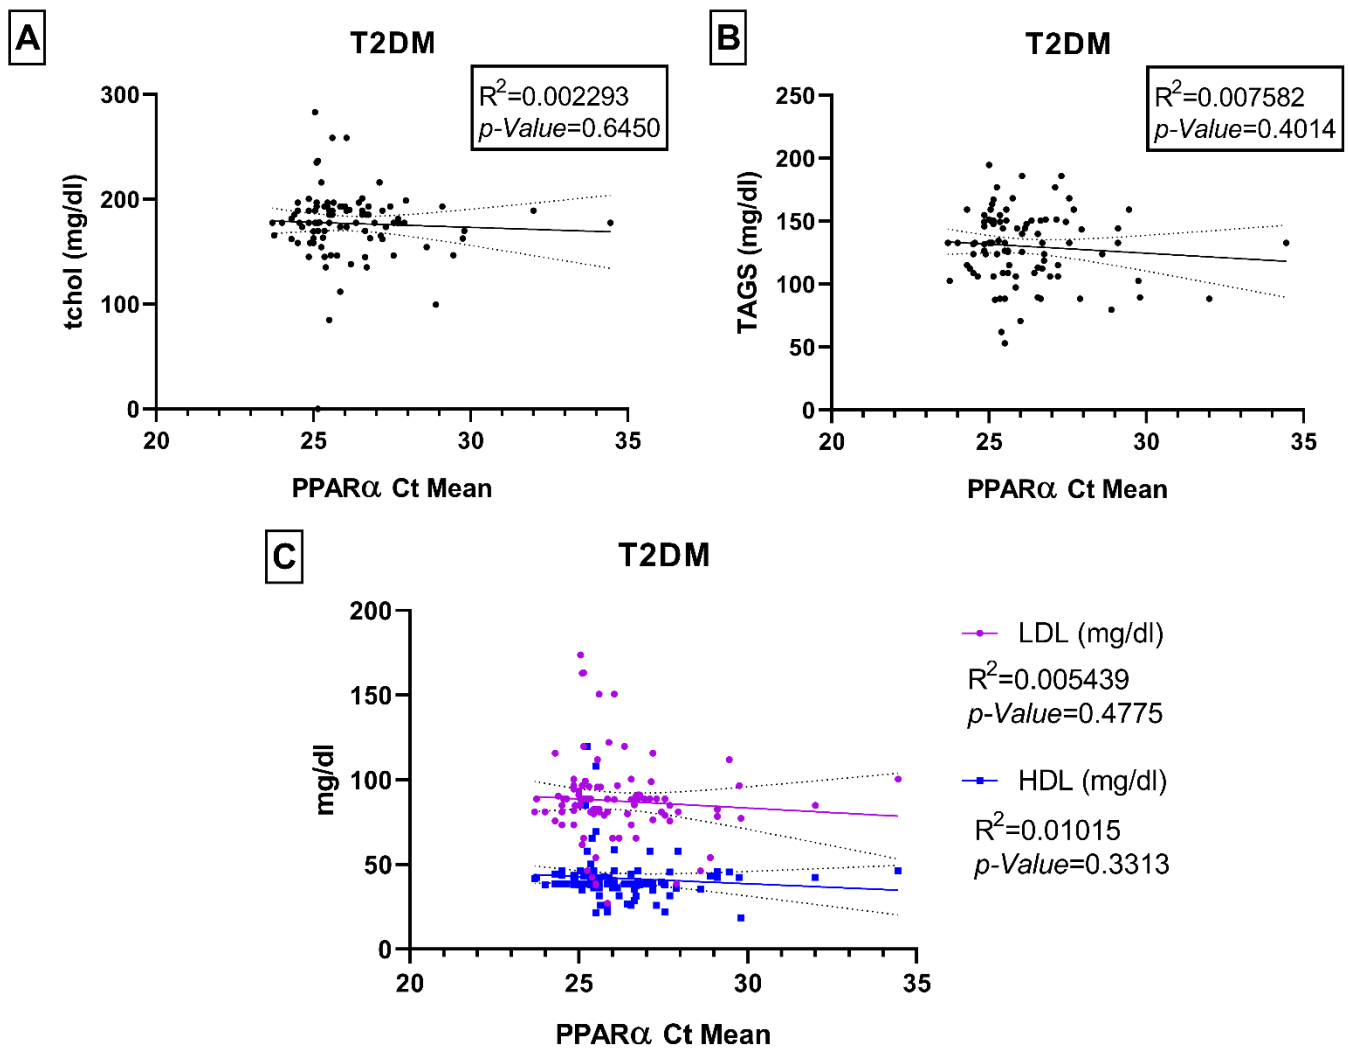 A
T2DM
R²=0.002293
p-Value=0.6450
300
200
100
0
tchol (mg/dl)
20 25 30 35
PPARα Ct Mean
B
T2DM
R²=0.007582
p-Value=0.4014
250
200
150
100
50
0
TAGS (mg/dl)
20 25 30 35
PPARα Ct Mean
C
T2DM
200
150
100
50
0
mg/dl
20 25 30 35
PPARα Ct Mean
LDL (mg/dl)
R²=0.005439
p-Value=0.4775
HDL (mg/dl)
R²=0.01015
p-Value=0.3313